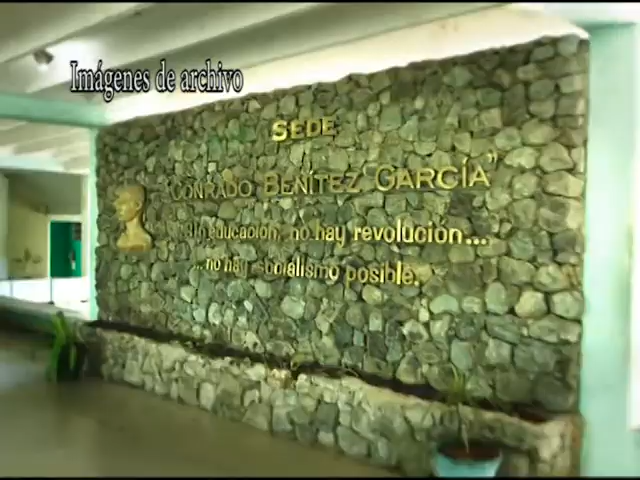 Imágenes de archivo
SEDE
"CONRADO BENÍTEZ GARCÍA"
Sin educación, no hay revolución...
...no hay socialismo posible.